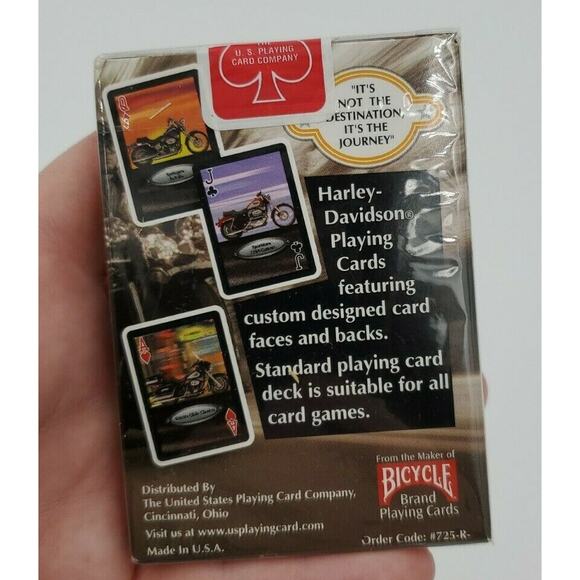 THE
U. S. PLAYING
CARD COMPANY
"IT'S
NOT THE
DESTINATION,
IT'S THE
JOURNEY"
J
J
A
A
Harley-
Davidson®
Playing
Cards
featuring
custom designed card
faces and backs.
Standard playing card
deck is suitable for all
card games.
From the Maker of
BICYCLE
Brand
Playing Cards
Distributed By
The United States Playing Card Company,
Cincinnati, Ohio
Visit us at www.usplayingcard.com
Made In U.S.A.
Order Code: #725-R-